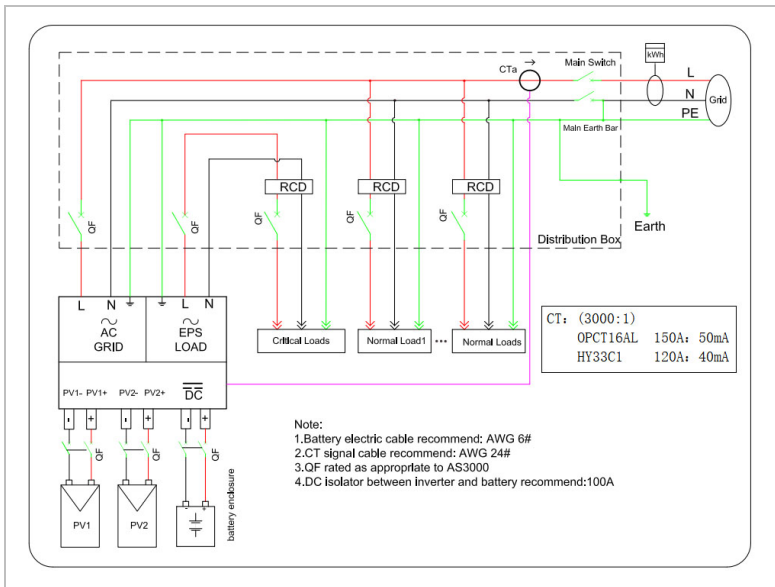 kWh
Main Switch
CTa
L
N
PE
Grid
Main Earth Bar
RCD
RCD
RCD
QF
QF
QF
QF
QF
Earth
Distribution Box
L
N
L
N
AC
GRID
EPS
LOAD
Critical Loads
Normal Load1
Normal Loads
CT: (3000:1)
OPCT16AL 150A: 50mA
HY33C1 120A: 40mA
PV1-
PV1+
PV2-
PV2+
DC
-
+
-
+
-
+
QF
QF
QF
Note:
1.Battery electric cable recommend: AWG 6#
2.CT signal cable recommend: AWG 24#
3.QF rated as appropriate to AS3000
4.DC isolator between inverter and battery recommend:100A
PV1
PV2
-
+
battery enclosure